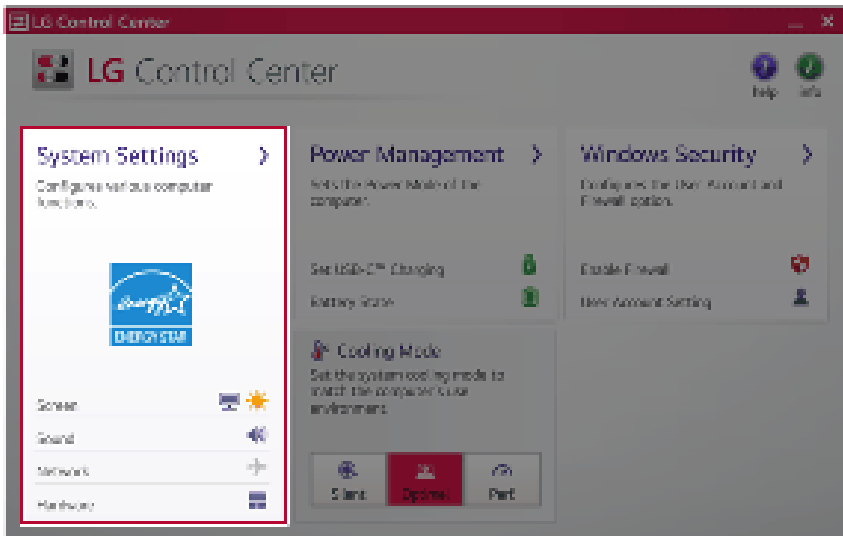 LG Control Center
LG Control Center
help
info
System Settings
Configures various computer
functions.
ENERGY STAR
Screen
Sound
Network
Hardware
Power Management
Sets the Power Mode of the
computer.
Set USB-C™ Charging
Battery State
Windows Security
Configures the User Account and
Firewall option.
Enable Firewall
User Account Setting
Cooling Mode
Set the system cooling mode to
match the computer's use
environment.
Silent
Optimal
Perf